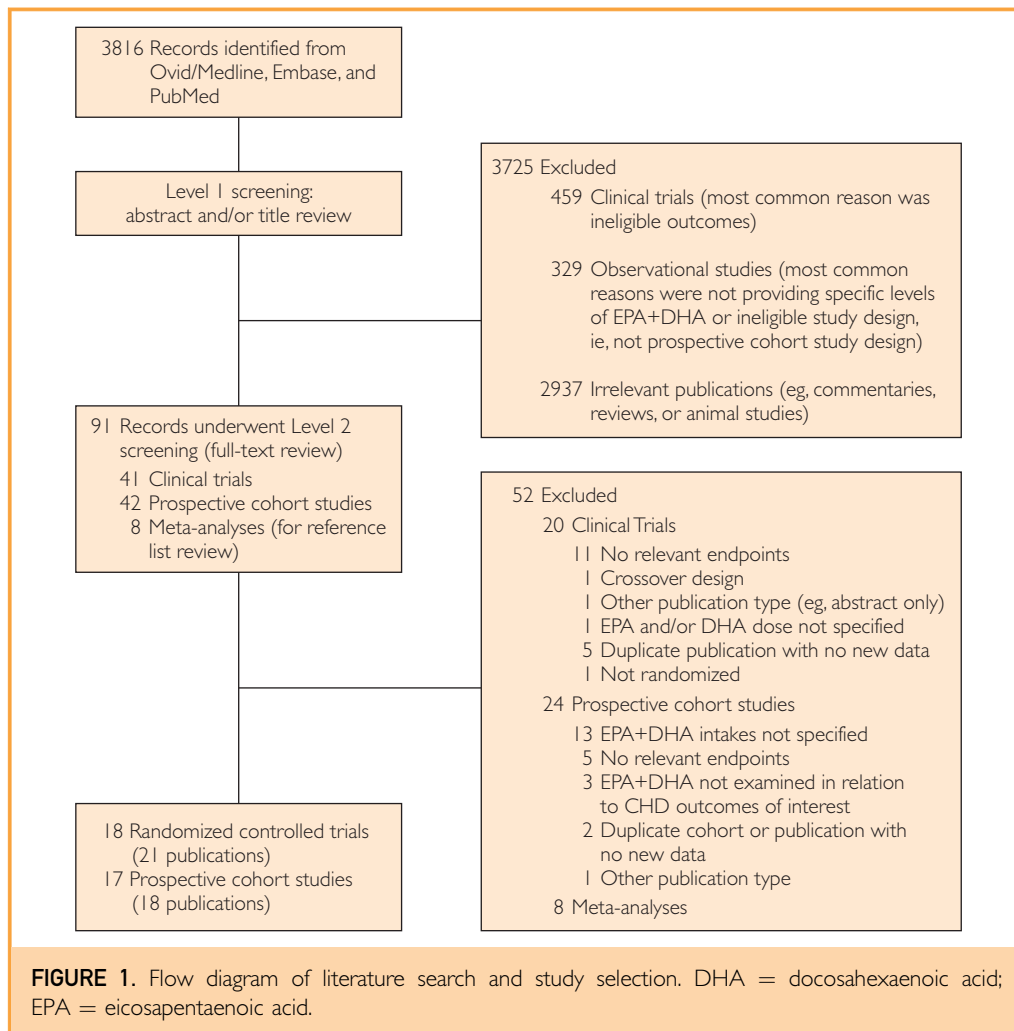 3816 Records identified from
Ovid/Medline, Embase, and
PubMed
Level 1 screening:
abstract and/or title review
3725 Excluded
459 Clinical trials (most common reason was
ineligible outcomes)
329 Observational studies (most common
reasons were not providing specific levels
of EPA+DHA or ineligible study design,
ie, not prospective cohort study design)
2937 Irrelevant publications (eg, commentaries,
reviews, or animal studies)
91 Records underwent Level 2
screening (full-text review)
41 Clinical trials
42 Prospective cohort studies
8 Meta-analyses (for reference
list review)
52 Excluded
20 Clinical Trials
11 No relevant endpoints
1 Crossover design
1 Other publication type (eg, abstract only)
1 EPA and/or DHA dose not specified
5 Duplicate publication with no new data
1 Not randomized
24 Prospective cohort studies
13 EPA+DHA intakes not specified
5 No relevant endpoints
3 EPA+DHA not examined in relation
to CHD outcomes of interest
2 Duplicate cohort or publication with
no new data
1 Other publication type
8 Meta-analyses
18 Randomized controlled trials
(21 publications)
17 Prospective cohort studies
(18 publications)
FIGURE 1. Flow diagram of literature search and study selection. DHA = docosahexaenoic acid;
EPA = eicosapentaenoic acid.